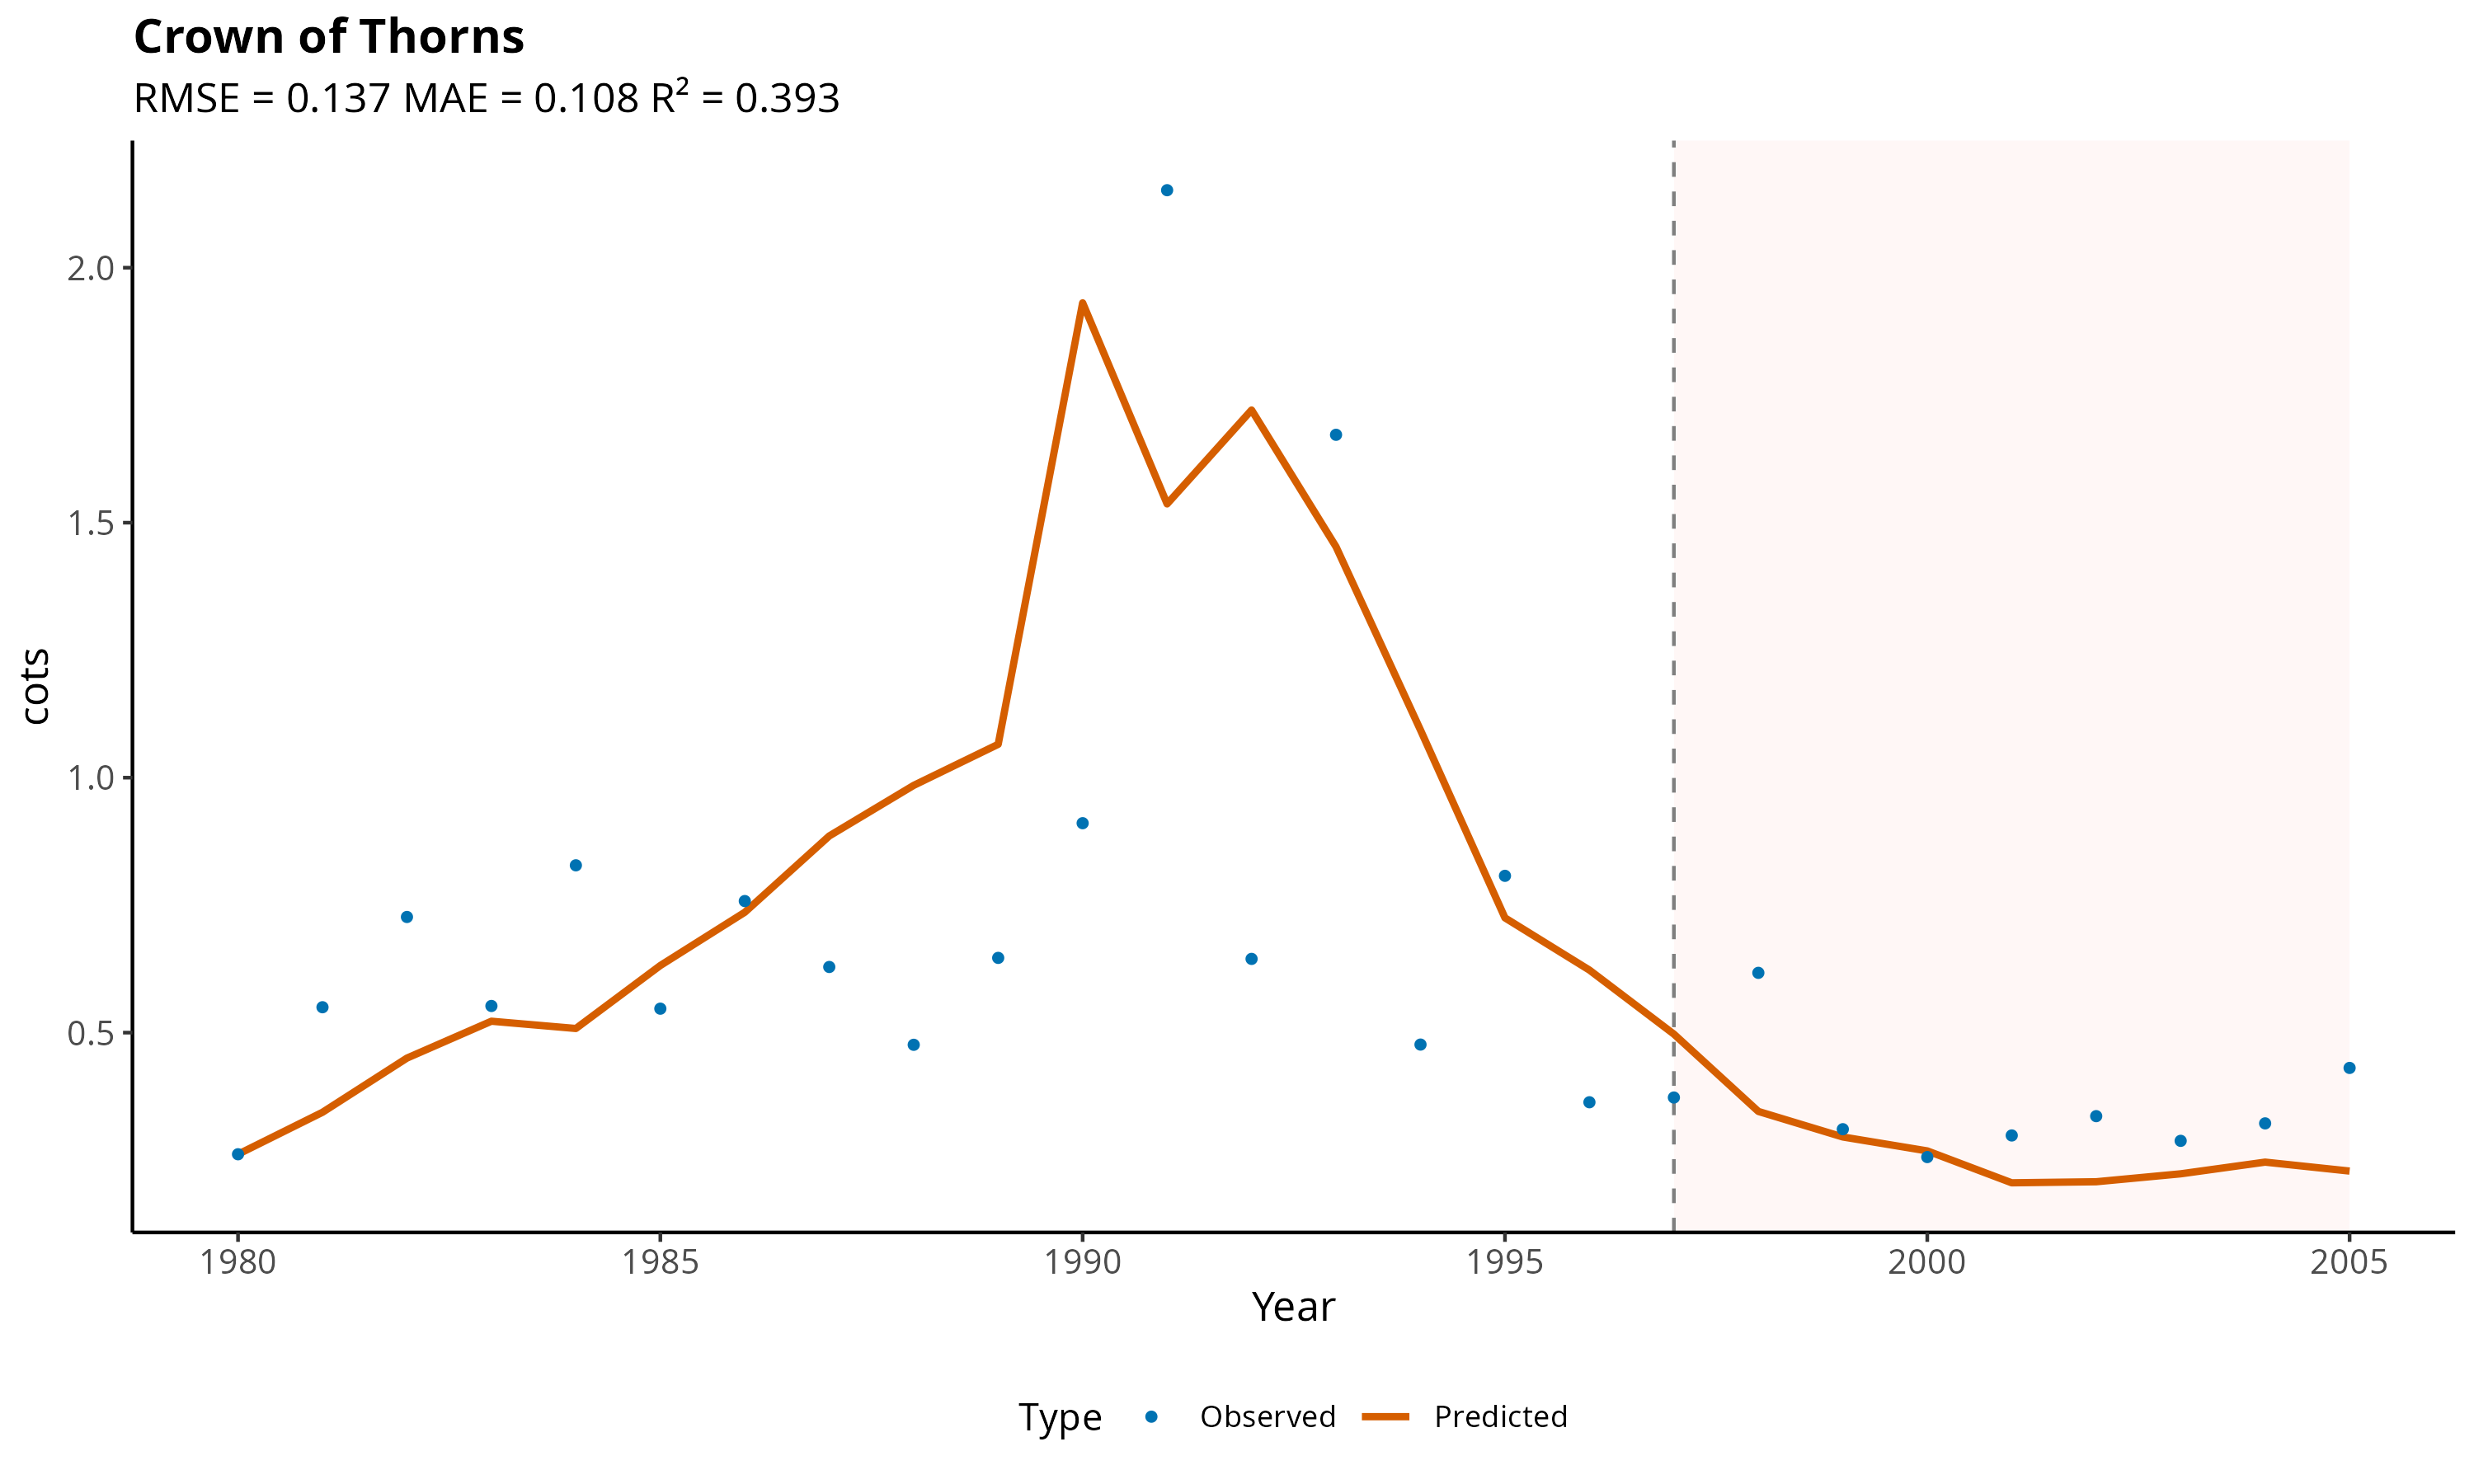 Crown of Thorns
RMSE = 0.137 MAE = 0.108 R² = 0.393
cots
2.0
1.5
1.0
0.5
1980 1985 1990 1995 2000 2005
Year
Type Observed Predicted